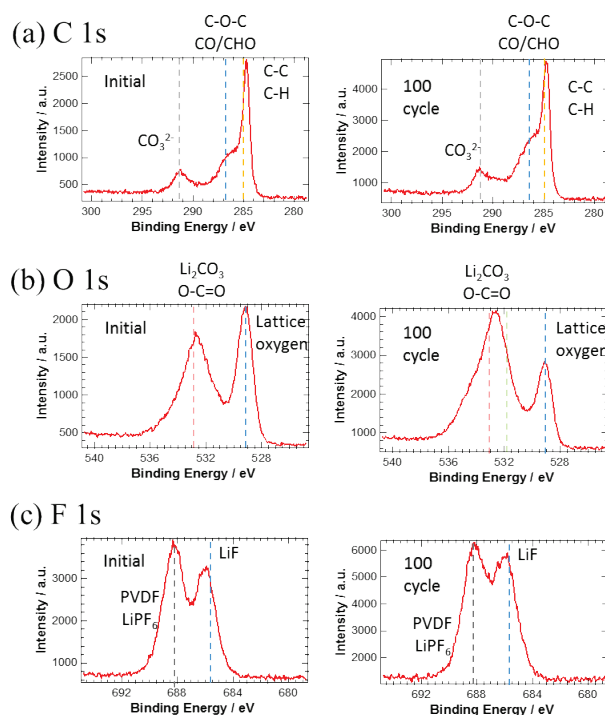 (a) C 1s
C-O-C
CO/CHO
C-O-C
CO/CHO
Intensity / a.u.
2500
2000
1500
1000
500
Initial
CO₃²⁻
C-C
C-H
300
295
290
285
280
Binding Energy / eV
Intensity / a.u.
4000
3000
2000
1000
100
cycle
CO₃²⁻
C-C
C-H
300
295
290
285
280
Binding Energy / eV
(b) O 1s
Li₂CO₃
O-C=O
Li₂CO₃
O-C=O
Intensity / a.u.
2000
1500
1000
500
Initial
Lattice
oxygen
540
536
532
528
Binding Energy / eV
Intensity / a.u.
4000
3000
2000
1000
100
cycle
Lattice
oxygen
540
536
532
528
Binding Energy / eV
(c) F 1s
Intensity / a.u.
3000
2000
1000
Initial
LiF
PVDF
LiPF₆
692
688
684
680
Binding Energy / eV
Intensity / a.u.
6000
5000
4000
3000
2000
100
cycle
LiF
PVDF
LiPF₆
692
688
684
680
Binding Energy / eV